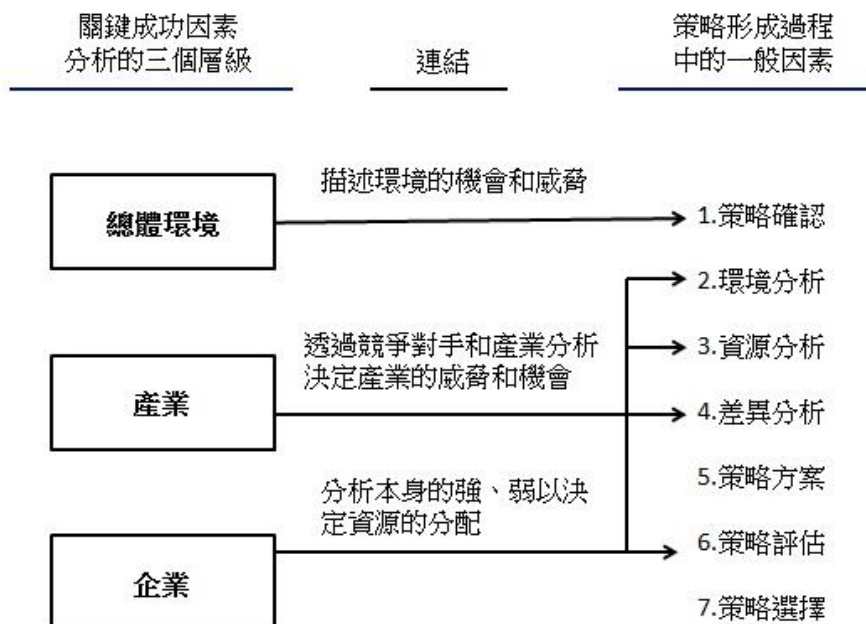 關鍵成功因素
分析的三個層級
連結
策略形成過程
中的一般因素
描述環境的機會和威脅
總體環境
1.策略確認
2.環境分析
透過競爭對手和產業分析
決定產業的威脅和機會
3.資源分析
產業
4.差異分析
分析本身的強、弱以決
定資源的分配
5.策略方案
6.策略評估
企業
7.策略選擇